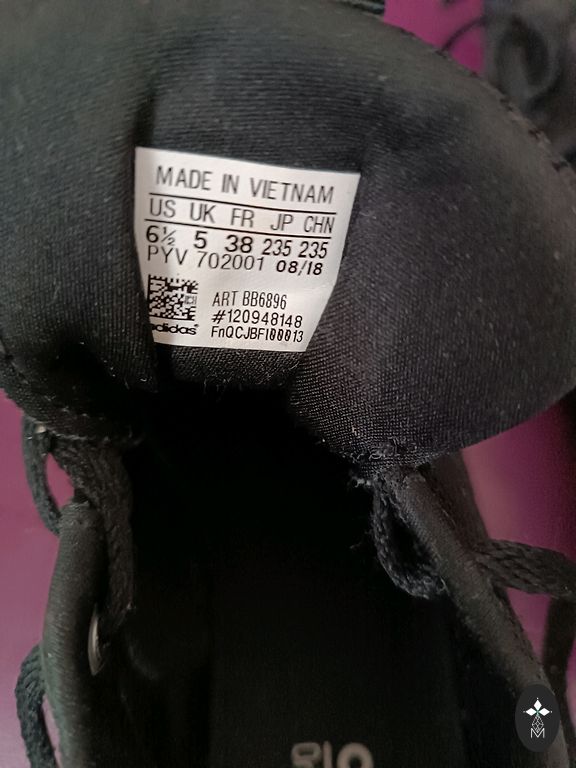 MADE IN VIETNAM
US UK FR JP CHN
6½ 5 38 235 235
PYV 702001 08/18
ART BB6896
#120948148
adidas FnQCJBFI00013